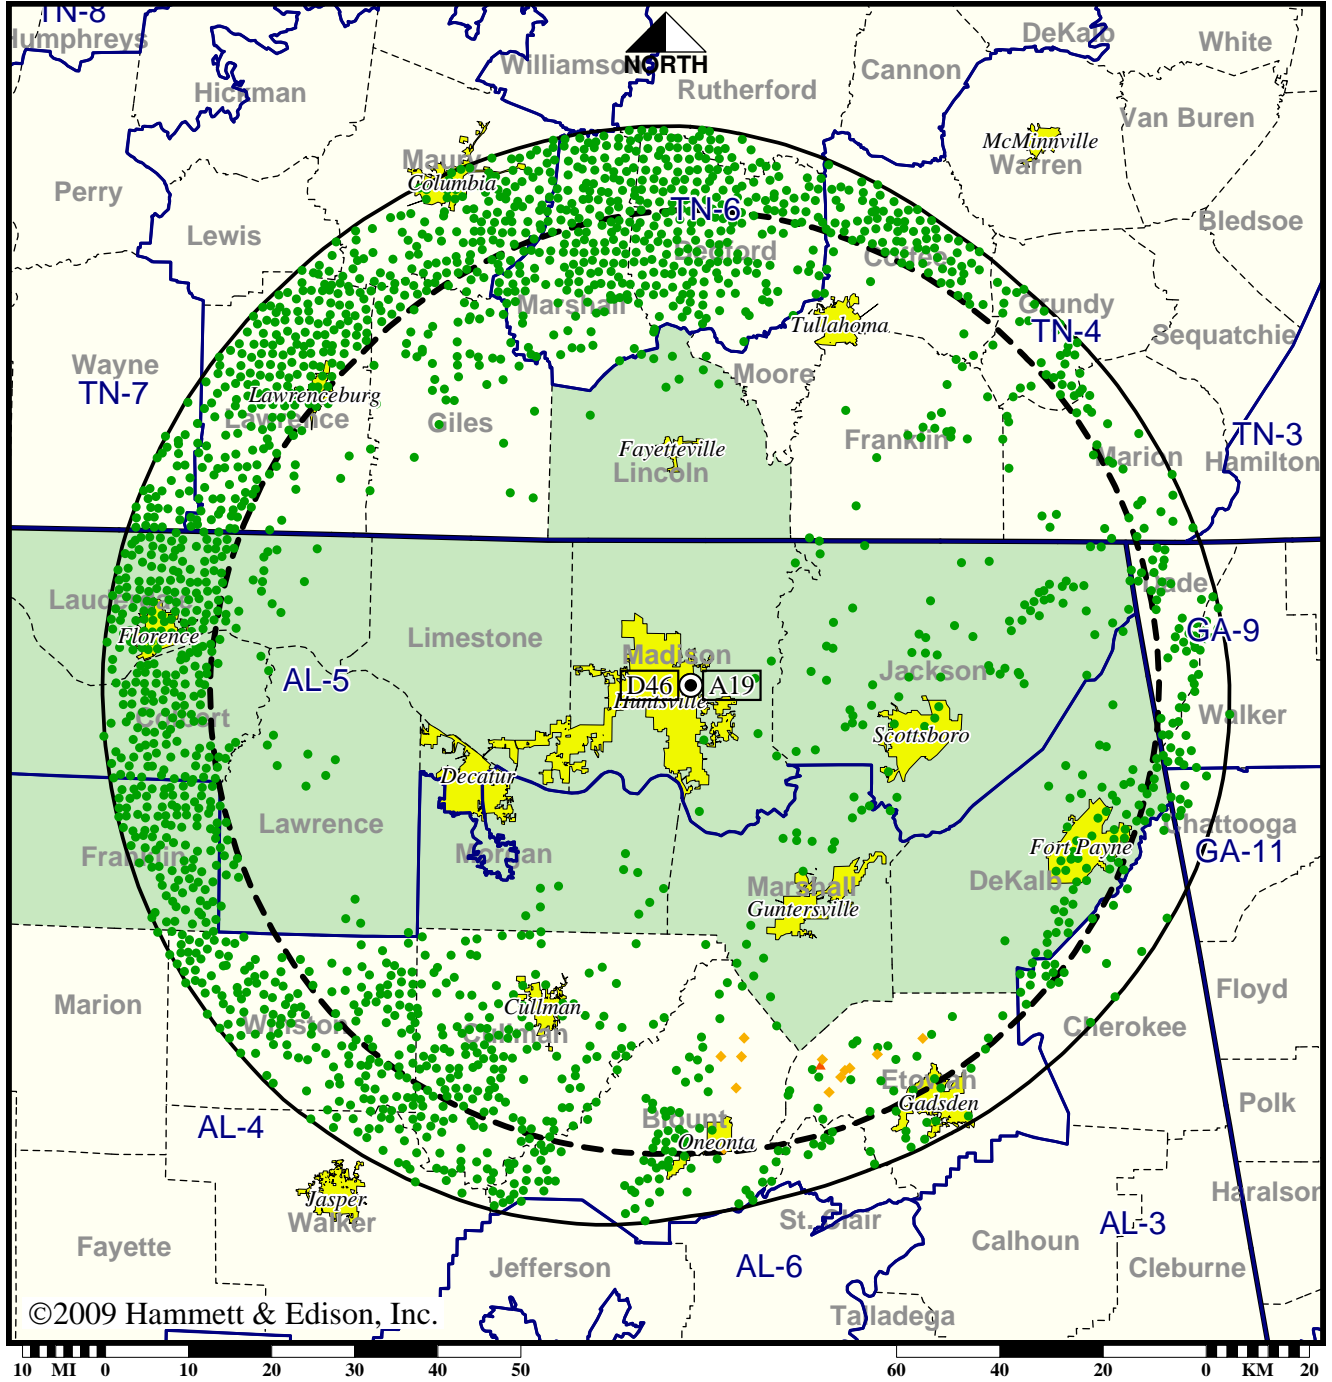 TN-8
Humphreys
DeKalb
White
Williamson
NORTH
Cannon
Hickman
Rutherford
Van Buren
McMinnville
Warren
Maury
Columbia
Perry
TN-6
Bledsoe
Lewis
Bedford
Coffee
Marshall
Grundy
Tullahoma
TN-4
Sequatchie
Wayne
TN-7
Moore
Lawrenceburg
Lawrence
Giles
Franklin
TN-3
Fayetteville
Lincoln
Marion
Hamilton
Lauderdale
Dade
Florence
Limestone
GA-9
Madison
AL-5
D46
A19
Jackson
Huntsville
Colbert
Walker
Scottsboro
Decatur
Lawrence
Chattooga
Franklin
Morgan
Fort Payne
GA-11
Marshall
DeKalb
Guntersville
Marion
Floyd
Cullman
Winston
Cullman
Cherokee
Etowah
Gadsden
Polk
AL-4
Blount
Oneonta
Jasper
Haralson
Walker
St. Clair
AL-3
Fayette
Calhoun
Jefferson
AL-6
Cleburne
©2009 Hammett & Edison, Inc.
Talladega
10 MI 0 10 20 30 40 50 60 40 20 0 KM 20